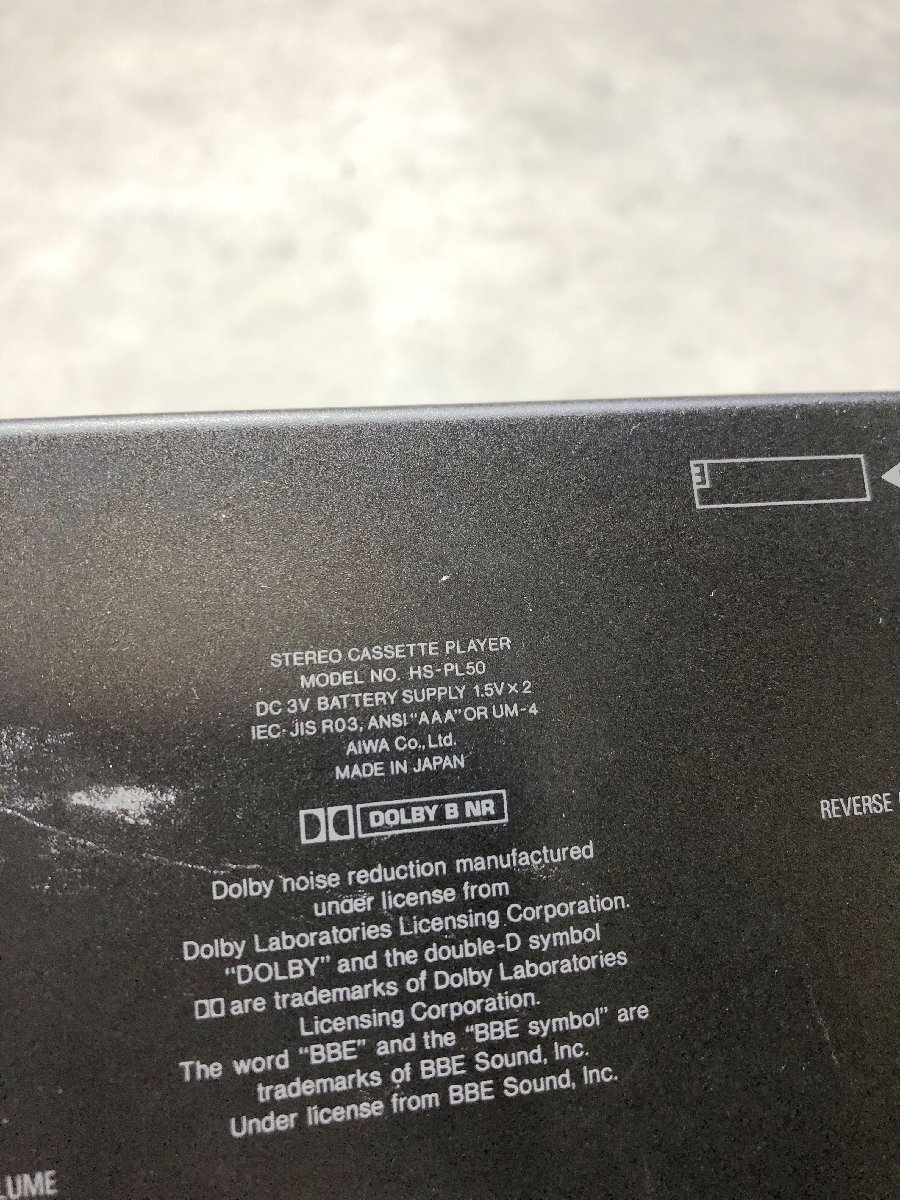 STEREO CASSETTE PLAYER
MODEL NO. HS-PL50
DC 3V BATTERY SUPPLY 1.5V×2
IEC·JIS R03, ANSI "AAA" OR UM-4
AIWA Co., Ltd.
MADE IN JAPAN
DOLBY B NR
Dolby noise reduction manufactured
under license from
Dolby Laboratories Licensing Corporation.
"DOLBY" and the double-D symbol
are trademarks of Dolby Laboratories
Licensing Corporation.
The word "BBE" and the "BBE symbol" are
trademarks of BBE Sound, Inc.
Under license from BBE Sound, Inc.
REVERSE
LUME